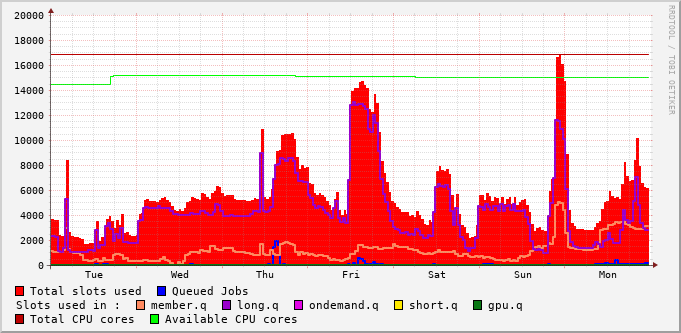 20000
18000
16000
14000
12000
10000
8000
6000
4000
2000
0
Tue Wed Thu Fri Sat Sun Mon
RRDTOOL / TOBI OETIKER
Total slots used Queued Jobs
Slots used in : member.q long.q ondemand.q short.q gpu.q
Total CPU cores Available CPU cores